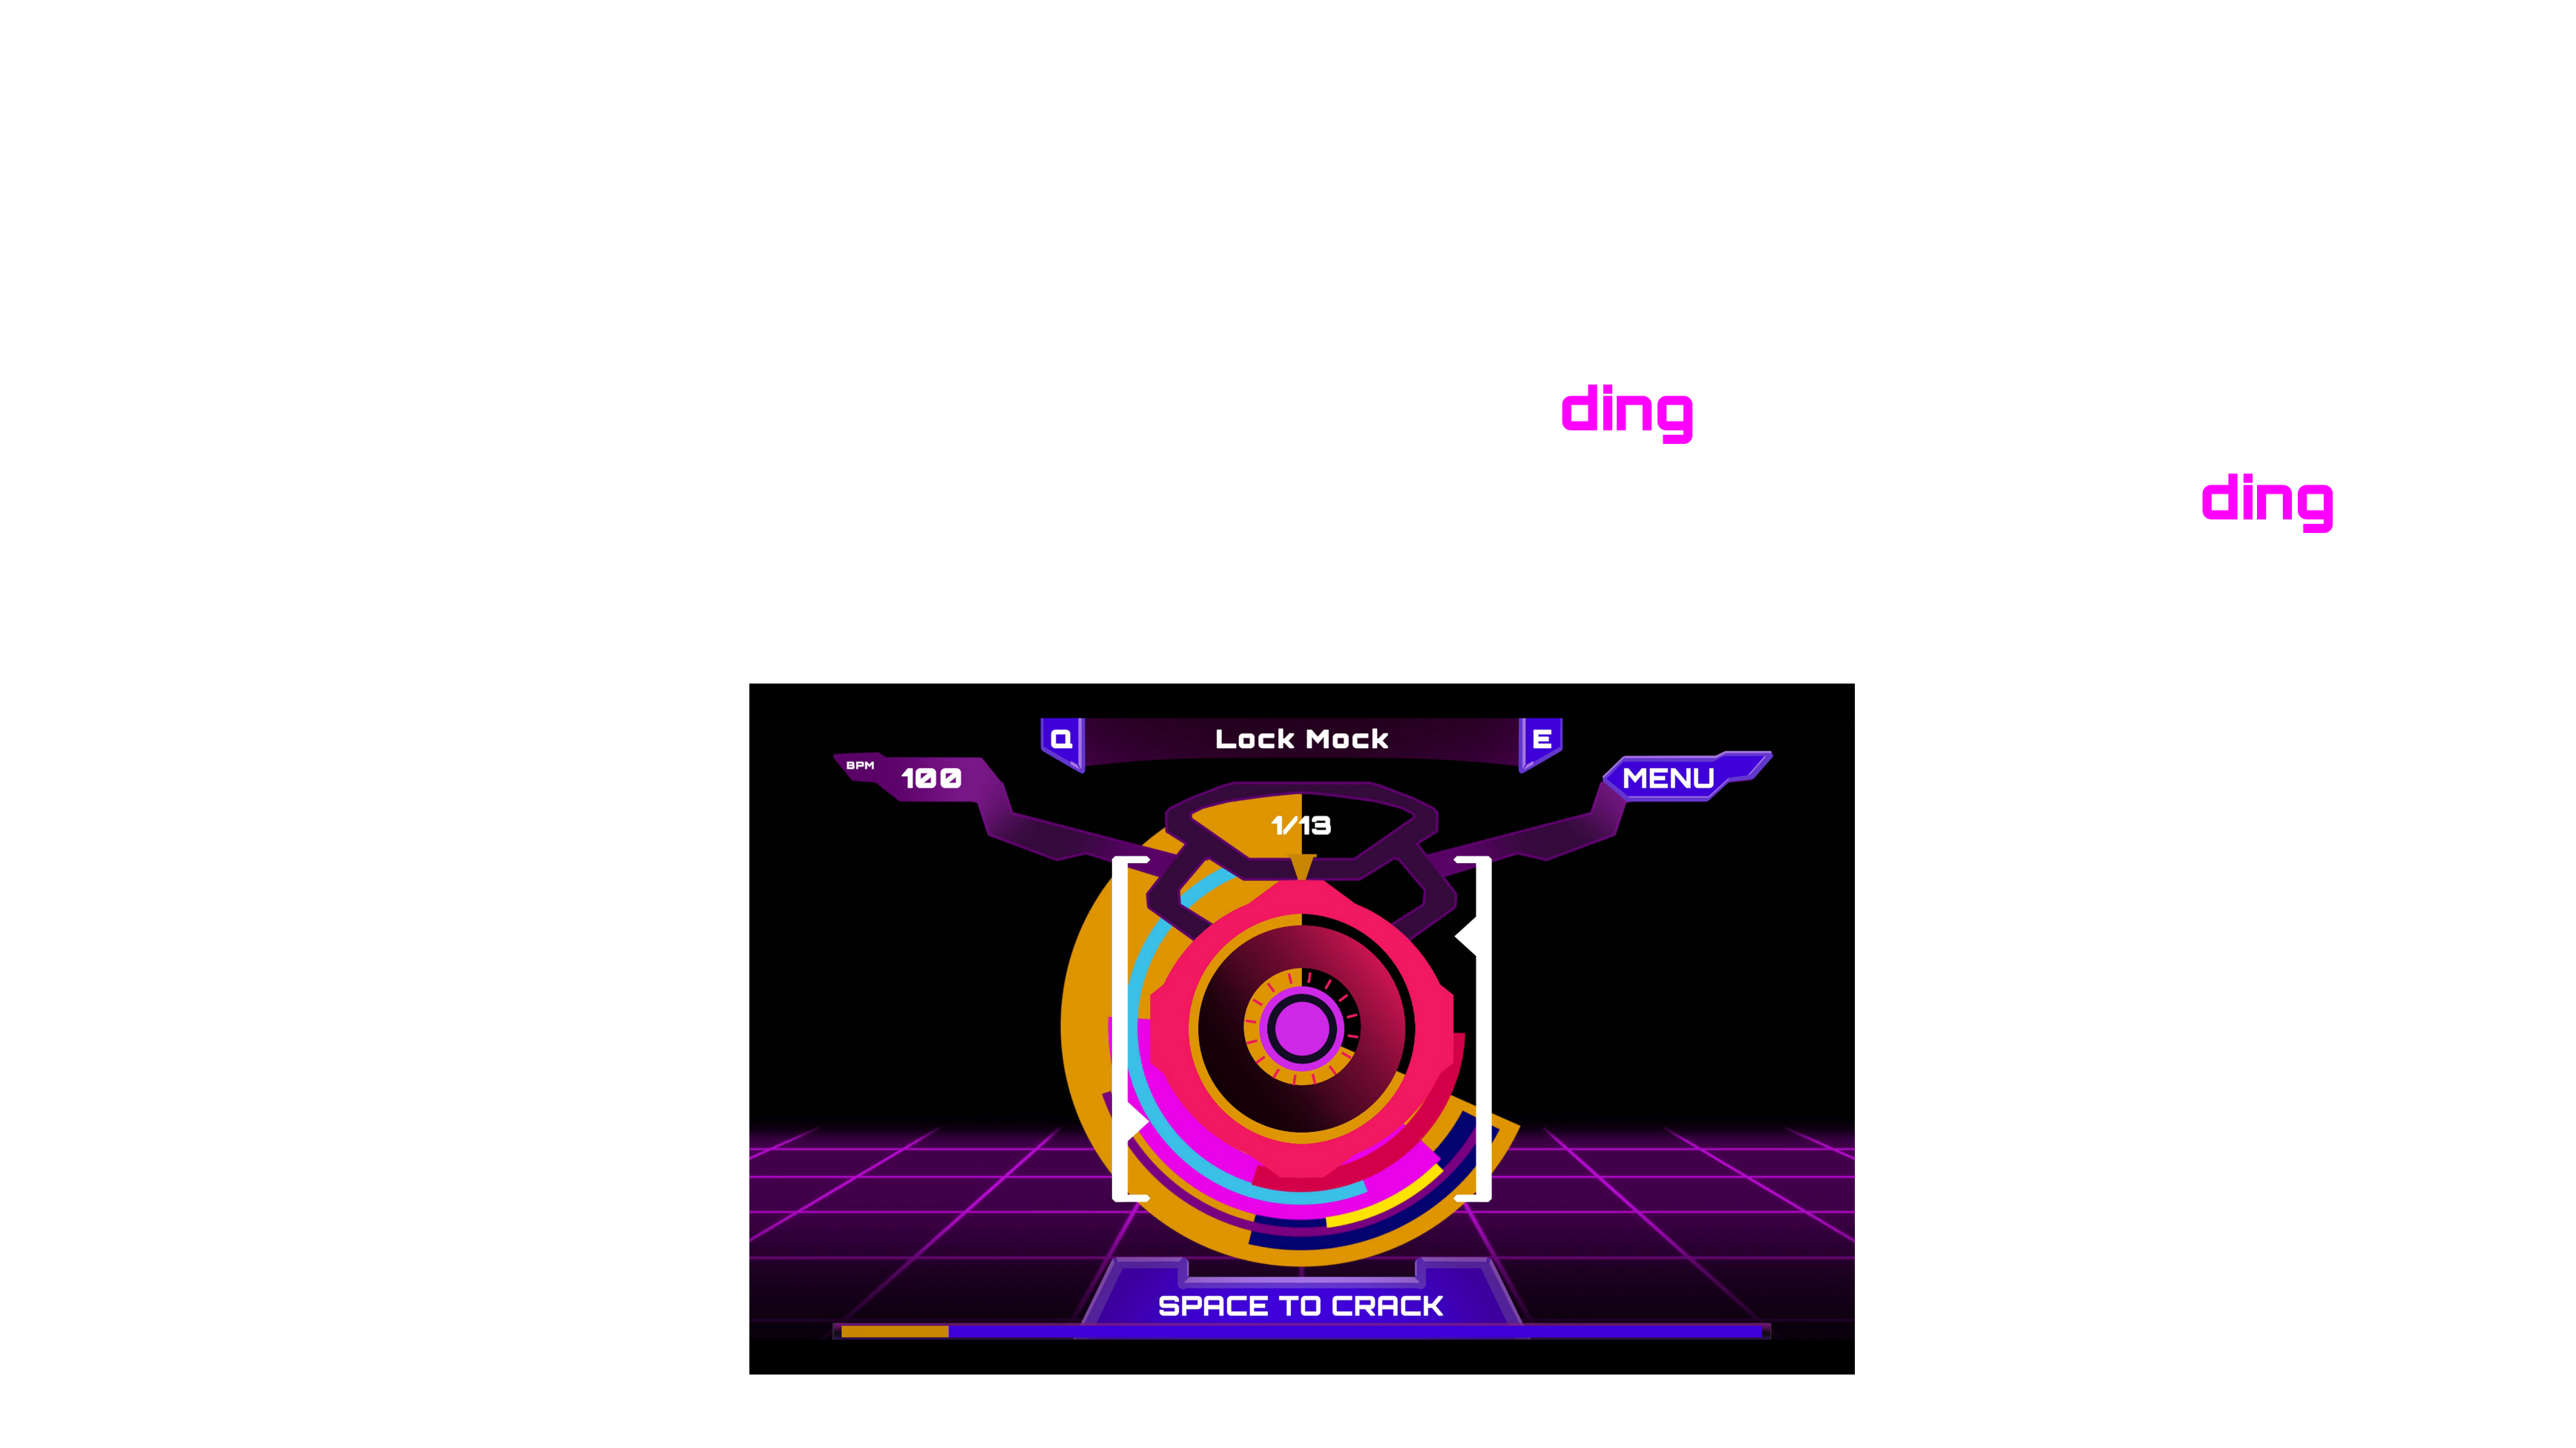 ding
ding
Q
Lock Mock
E
BPM
100
MENU
1/13
SPACE TO CRACK